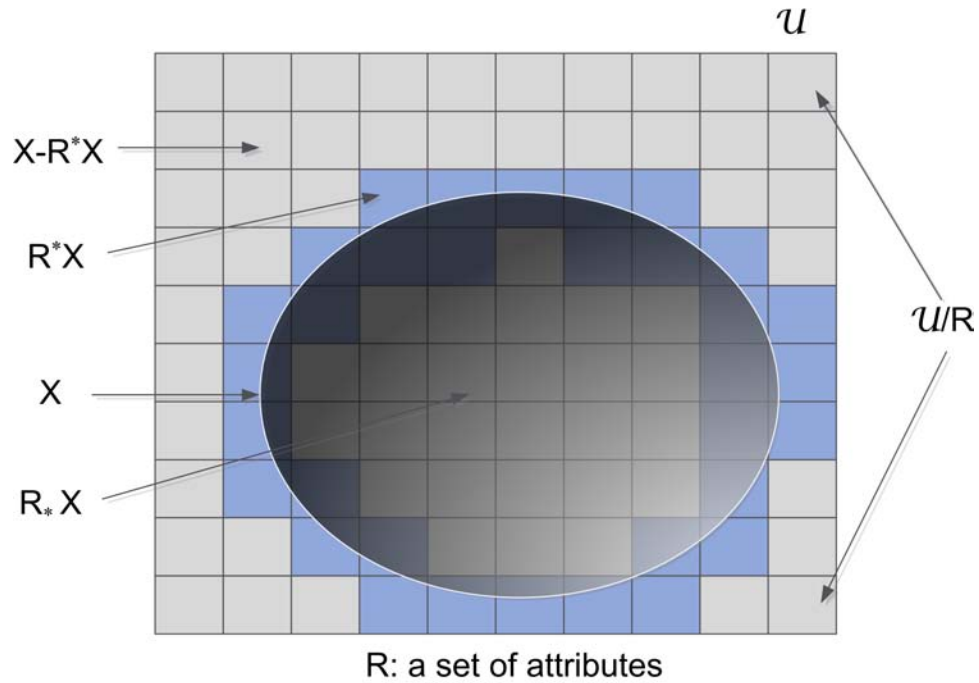 𝒰
X-R*X
R*X
𝒰/R
X
R* X
R: a set of attributes